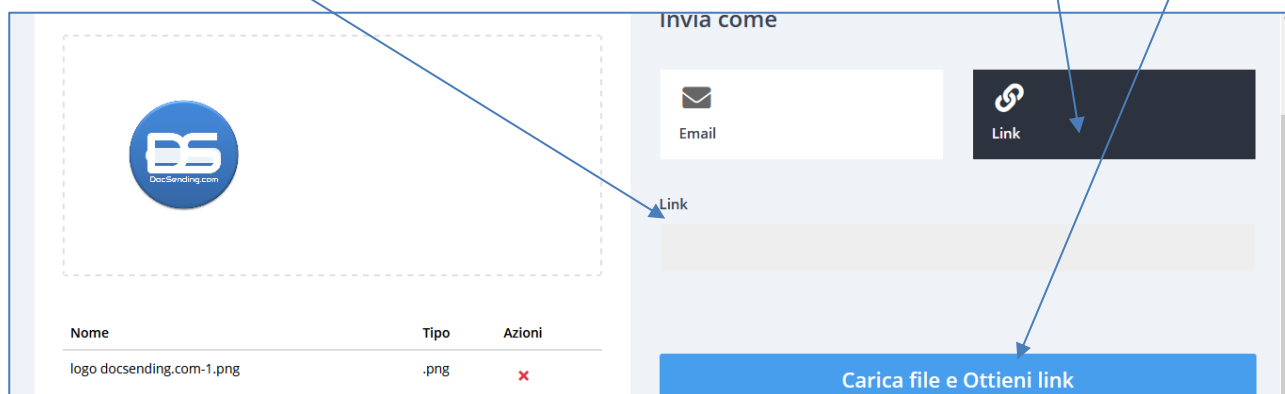 Invia come
Email
Link
DS
DocSending.com
Link
Nome Tipo Azioni
logo docsending.com-1.png .png
Carica file e Ottieni link